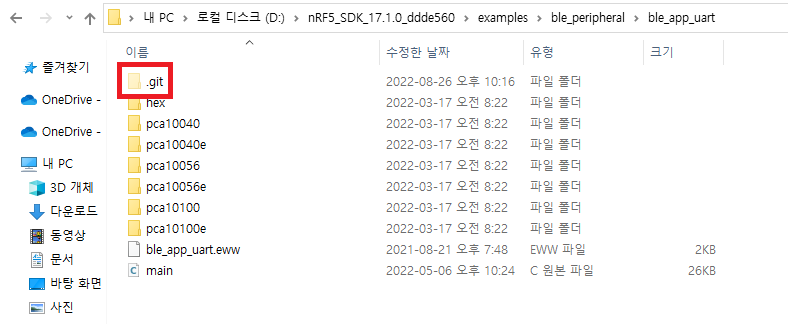 내 PC > 로컬 디스크 (D:) > nRF5_SDK_17.1.0_ddde560 > examples > ble_peripheral > ble_app_uart
이름 수정한 날짜 유형 크기
즐겨찾기
OneDrive -
OneDrive -
내 PC
3D 개체
다운로드
동영상
문서
바탕 화면
사진
.git 2022-08-26 오후 10:16 파일 폴더
hex 2022-03-17 오전 8:22 파일 폴더
pca10040 2022-03-17 오전 8:22 파일 폴더
pca10040e 2022-03-17 오전 8:22 파일 폴더
pca10056 2022-03-17 오전 8:22 파일 폴더
pca10056e 2022-03-17 오전 8:22 파일 폴더
pca10100 2022-03-17 오전 8:22 파일 폴더
pca10100e 2022-03-17 오전 8:22 파일 폴더
ble_app_uart.eww 2021-08-21 오후 7:48 EWW 파일 2KB
main 2022-05-06 오후 10:24 C 원본 파일 26KB